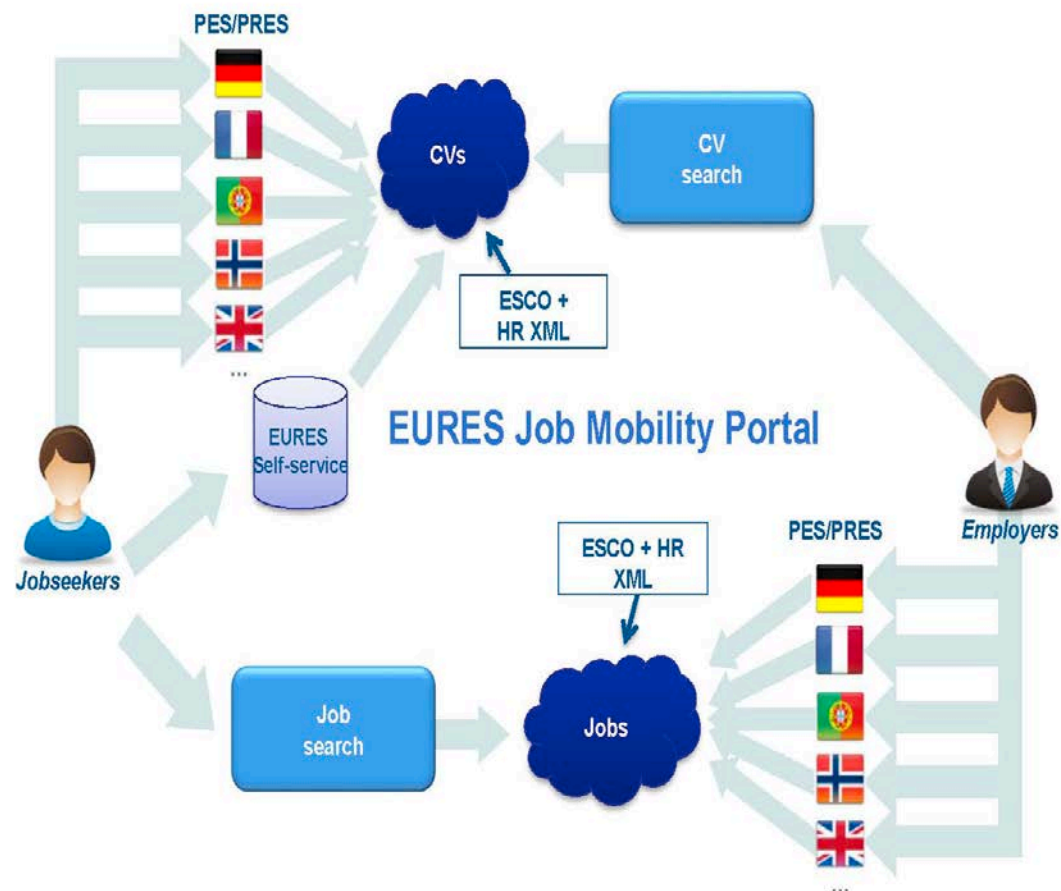 PES/PRES
CVs
CV
search
ESCO +
HR XML
...
EURES
Self-service
EURES Job Mobility Portal
Jobseekers
Employers
ESCO + HR
XML
PES/PRES
Job
search
Jobs
...